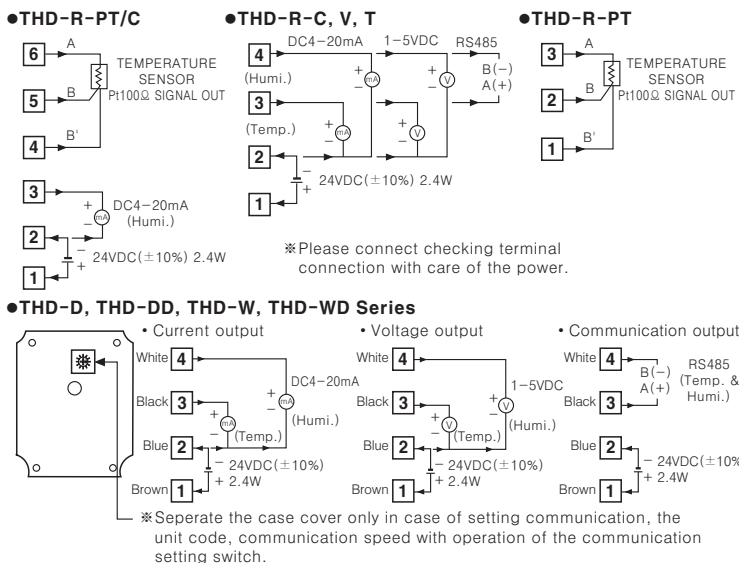 ●THD-R-PT/C
6
A
5
B
4
B'
TEMPERATURE
SENSOR
Pt100Ω SIGNAL OUT
3
+
mA
−
DC4−20mA
(Humi.)
2
−
+
24VDC(±10%) 2.4W
1
●THD-R-C, V, T
DC4−20mA
1−5VDC
RS485
4
(Humi.)
+
mA
−
+
V
−
B(−)
A(+)
3
(Temp.)
+
mA
−
+
V
−
2
−
+
24VDC(±10%) 2.4W
1
※Please connect checking terminal
connection with care of the power.
●THD-R-PT
3
A
2
B
1
B'
TEMPERATURE
SENSOR
Pt100Ω SIGNAL OUT
●THD-D, THD-DD, THD-W, THD-WD Series
• Current output
White 4
DC4−20mA
+
mA
−
(Humi.)
Black 3
+
mA
−
(Temp.)
Blue 2
− 24VDC(±10%)
+ 2.4W
Brown 1
• Voltage output
White 4
1−5VDC
+
V
−
(Humi.)
Black 3
+
V
−
(Temp.)
Blue 2
− 24VDC(±10%)
+ 2.4W
Brown 1
• Communication output
White 4
B(−)
A(+)
RS485
(Temp. &
Humi.)
Black 3
Blue 2
− 24VDC(±10%
+ 2.4W
Brown 1
※Seperate the case cover only in case of setting communication, the
unit code, communication speed with operation of the communication
setting switch.